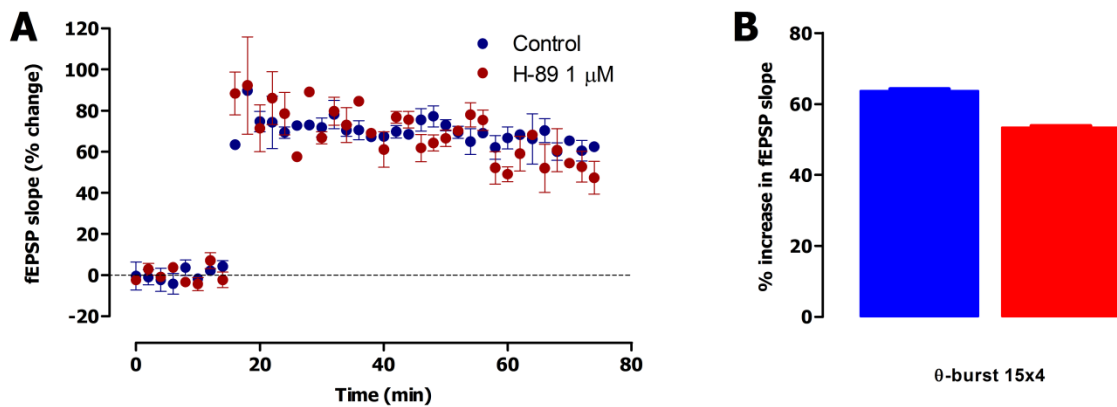 A
fEPSP slope (% change)
120
100
80
60
40
20
0
-20
0
20
40
60
80
Time (min)
Control
H-89 1 μM
B
% increase in fEPSP slope
80
60
40
20
0
θ-burst 15x4